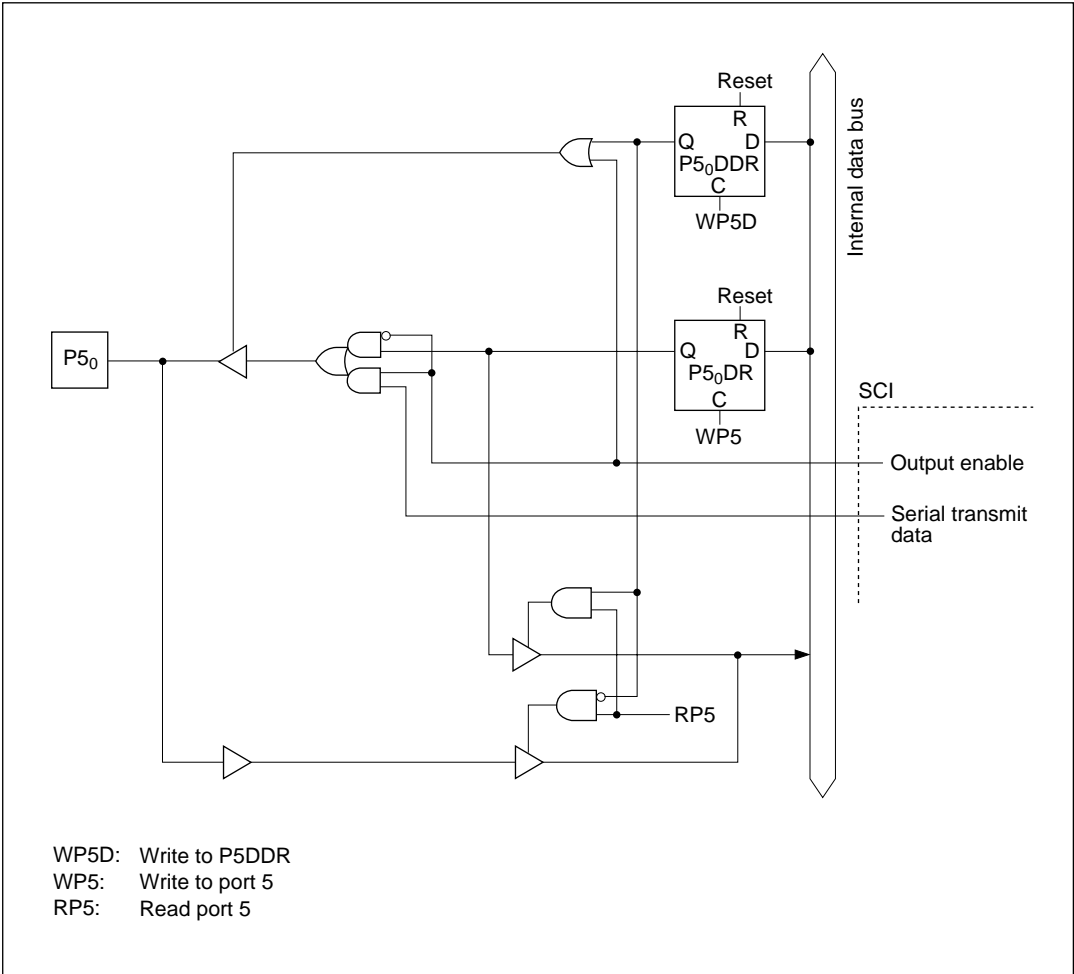 Reset
R
Q D
P5₀DDR
C
WP5D
Internal data bus
Reset
R
Q D
P5₀DR
C
WP5
P5₀
SCI
Output enable
Serial transmit
data
RP5
WP5D: Write to P5DDR
WP5: Write to port 5
RP5: Read port 5